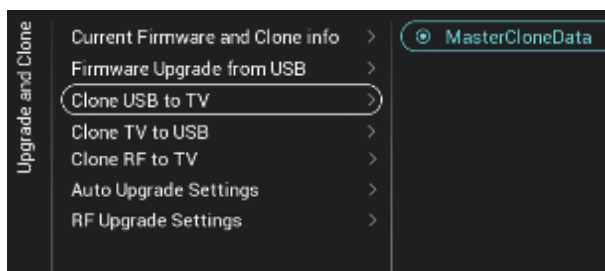 Upgrade and Clone
Current Firmware and Clone info
Firmware Upgrade from USB
Clone USB to TV
Clone TV to USB
Clone RF to TV
Auto Upgrade Settings
RF Upgrade Settings
MasterCloneData